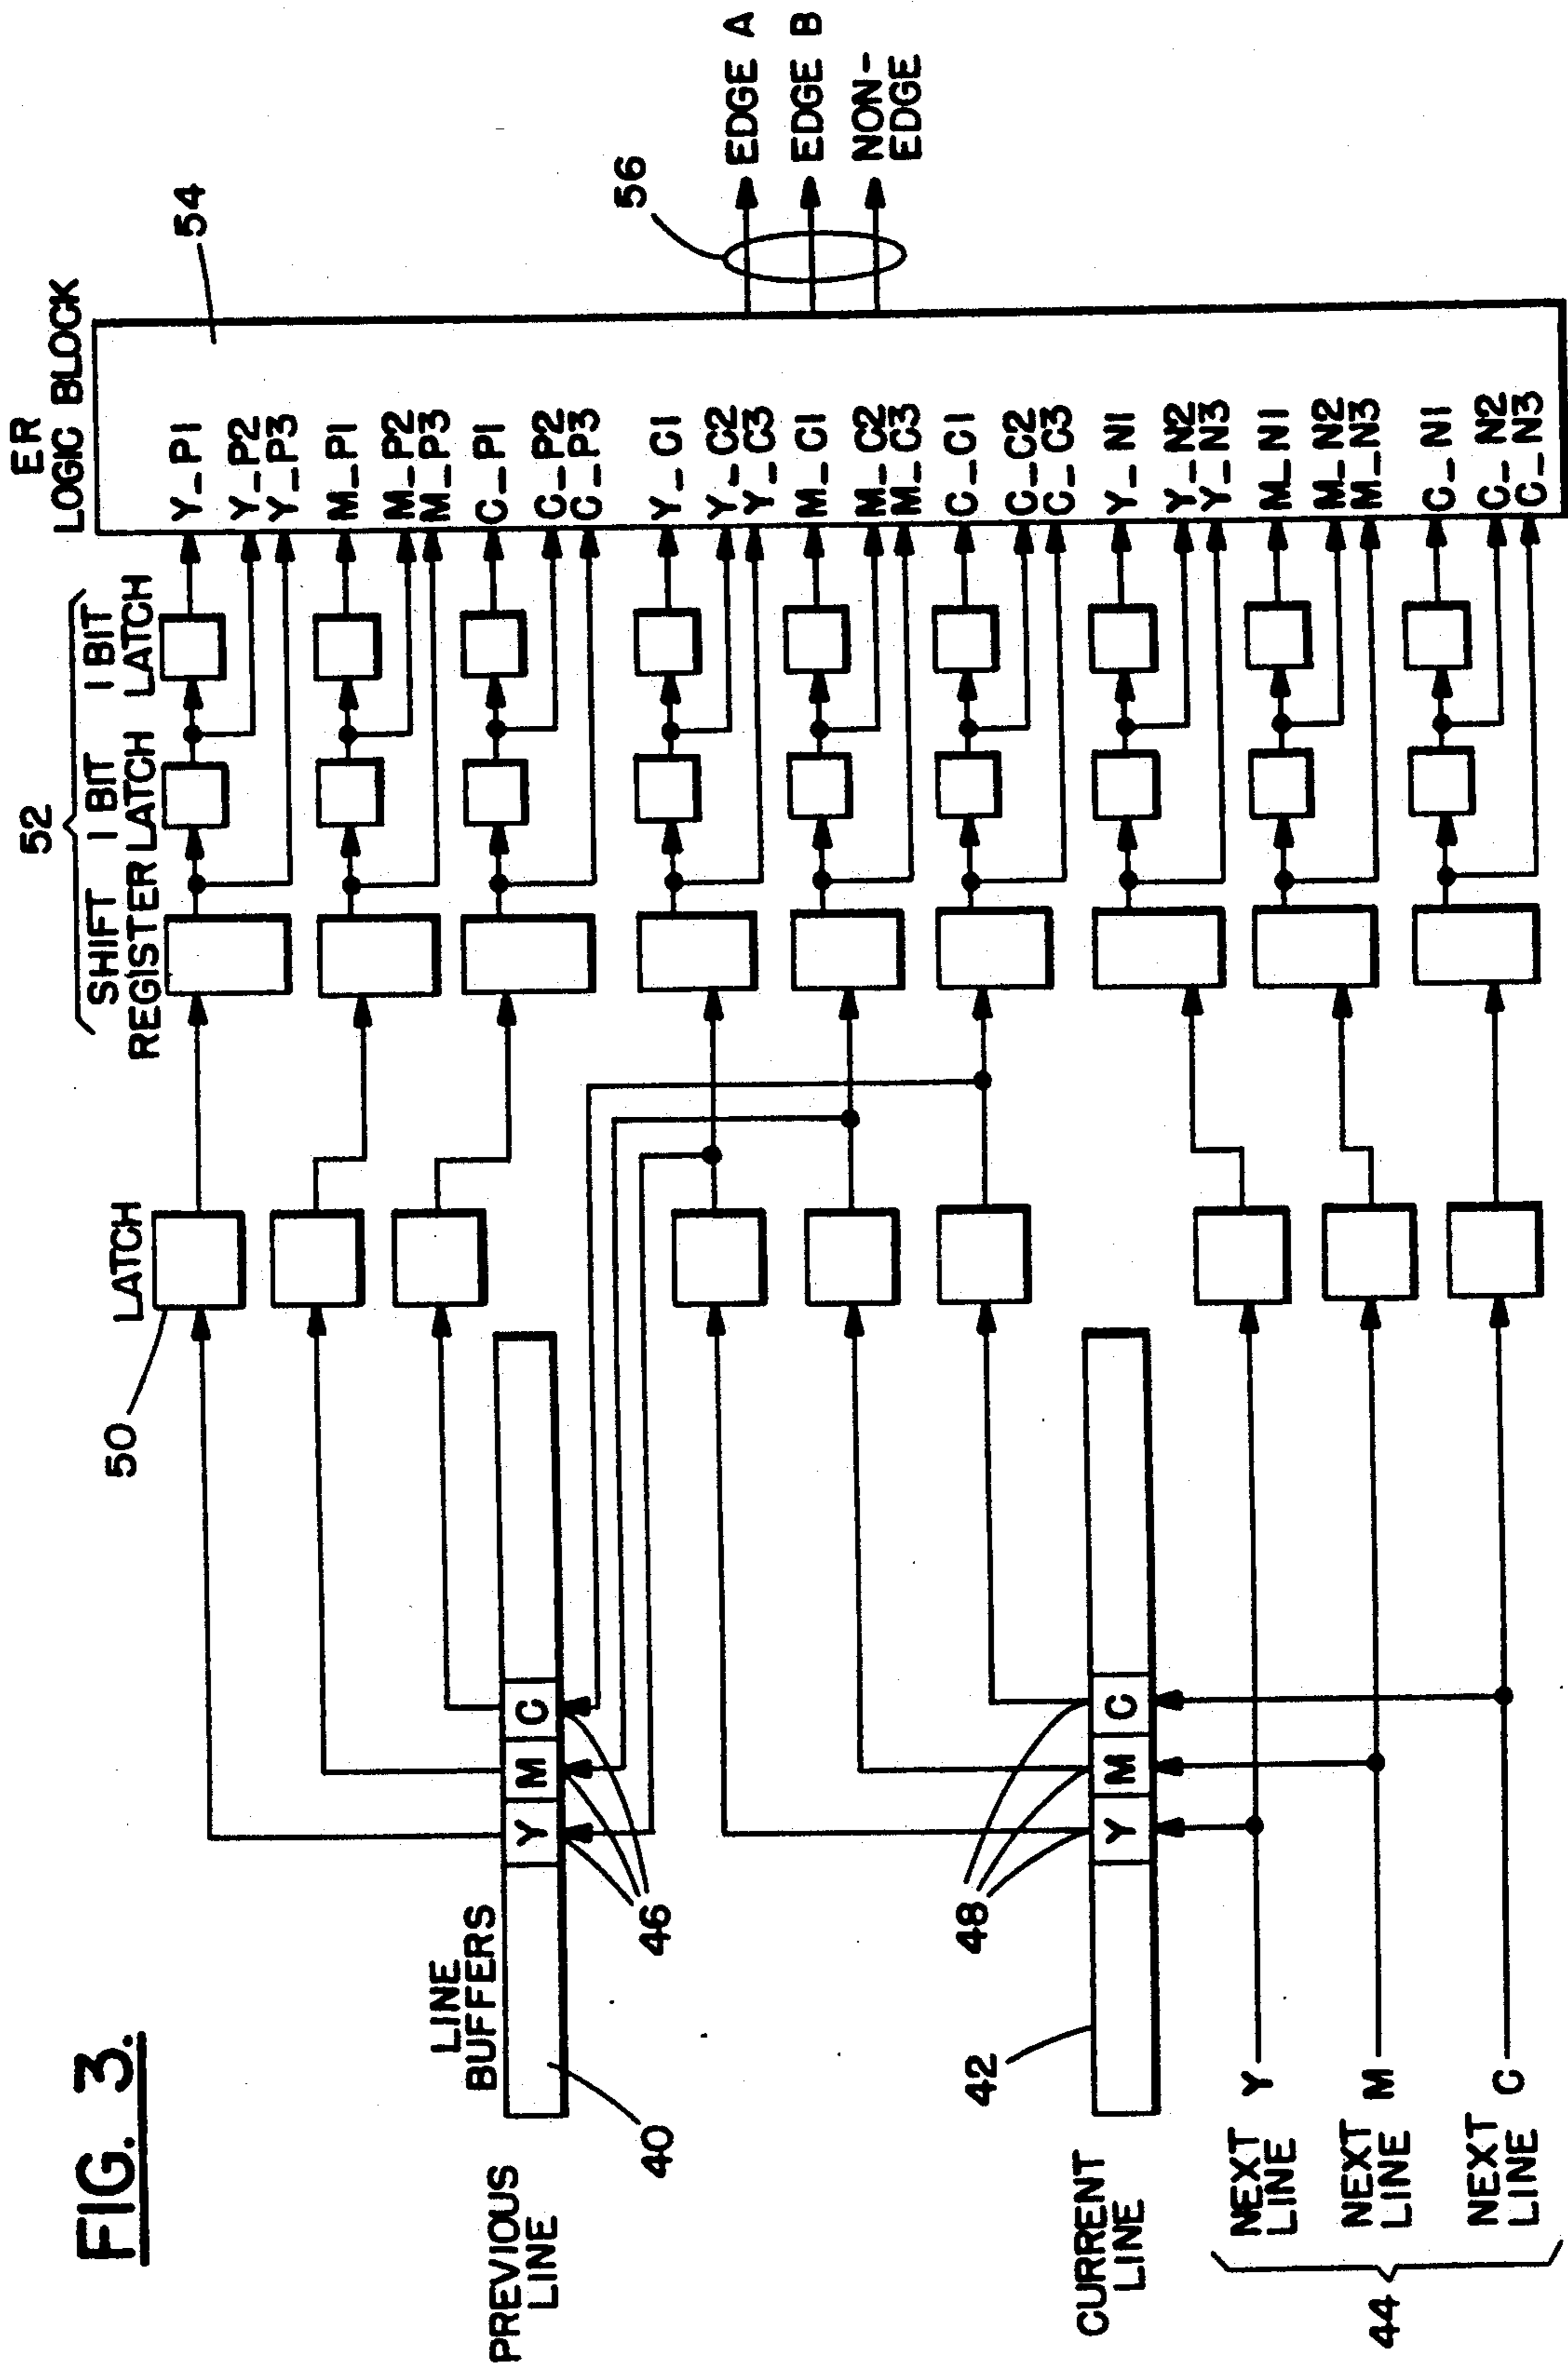 FIG. 3.
ER
LOGIC BLOCK
54
52
SHIFT
REGISTER
1 BIT
LATCH
1 BIT
LATCH
LATCH
50
Y_P1
Y_P2
Y_P3
M_P1
M_P2
M_P3
C_P1
C_P2
C_P3
Y_C1
Y_C2
Y_C3
M_C1
M_C2
M_C3
C_C1
C_C2
C_C3
Y_N1
Y_N2
Y_N3
M_N1
M_N2
M_N3
C_N1
C_N2
C_N3
56
EDGE A
EDGE B
NON-
EDGE
LINE
BUFFERS
PREVIOUS
LINE
40
Y M C
46
CURRENT
LINE
42
Y M C
48
NEXT
LINE Y
NEXT
LINE M
NEXT
LINE C
44